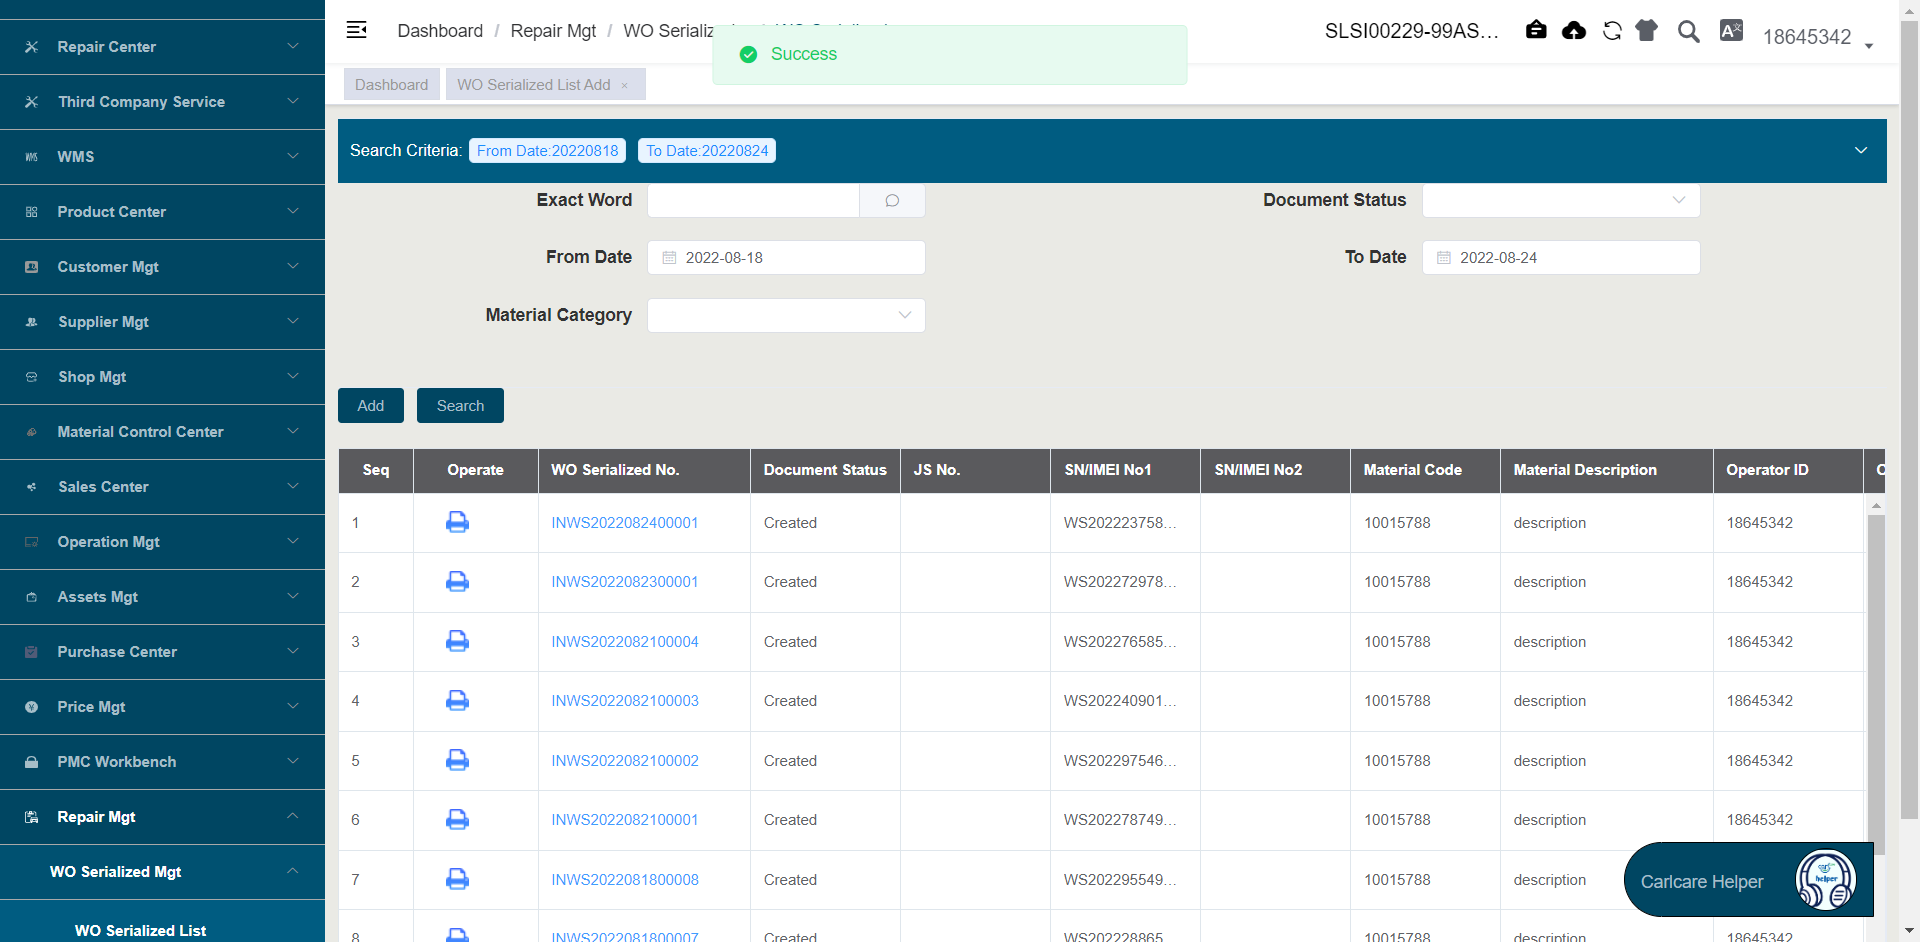 Dashboard / Repair Mgt / WO Serializ
Success
SLSI00229-99AS...
18645342
Dashboard
WO Serialized List Add ×
Repair Center
Third Company Service
WMS
Product Center
Customer Mgt
Supplier Mgt
Shop Mgt
Material Control Center
Sales Center
Operation Mgt
Assets Mgt
Purchase Center
Price Mgt
PMC Workbench
Repair Mgt
WO Serialized Mgt
WO Serialized List
Search Criteria: From Date:20220818 To Date:20220824
Exact Word
Document Status
From Date 2022-08-18
To Date 2022-08-24
Material Category
Add Search
Seq Operate WO Serialized No. Document Status JS No. SN/IMEI No1 SN/IMEI No2 Material Code Material Description Operator ID
1 INWS2022082400001 Created WS202223758... 10015788 description 18645342
2 INWS2022082300001 Created WS202272978... 10015788 description 18645342
3 INWS2022082100004 Created WS202276585... 10015788 description 18645342
4 INWS2022082100003 Created WS202240901... 10015788 description 18645342
5 INWS2022082100002 Created WS202297546... 10015788 description 18645342
6 INWS2022082100001 Created WS202278749... 10015788 description 18645342
7 INWS2022081800008 Created WS202295549... 10015788 description
8 INWS2022081800007 Created WS202228865... 10015788 description 18645342
Carlcare Helper
helper